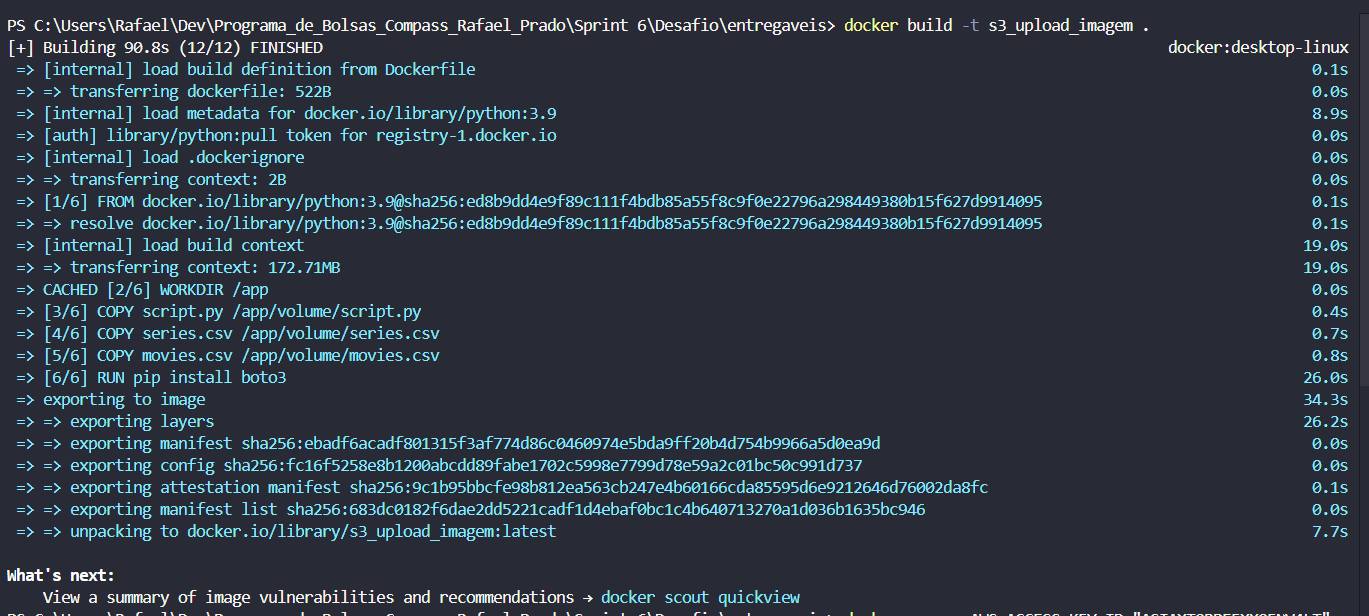 PS C:\Users\Rafael\Dev\Programa_de_Bolsas_Compass_Rafael_Prado\Sprint 6\Desafio\entregaveis> docker build -t s3_upload_imagem .
[+] Building 90.8s (12/12) FINISHED docker:desktop-linux
=> [internal] load build definition from Dockerfile 0.1s
=> => transferring dockerfile: 522B 0.0s
=> [internal] load metadata for docker.io/library/python:3.9 8.9s
=> [auth] library/python:pull token for registry-1.docker.io 0.0s
=> [internal] load .dockerignore 0.0s
=> => transferring context: 2B 0.0s
=> [1/6] FROM docker.io/library/python:3.9@sha256:ed8b9dd4e9f89c111f4bdb85a55f8c9f0e22796a298449380b15f627d9914095 0.1s
=> => resolve docker.io/library/python:3.9@sha256:ed8b9dd4e9f89c111f4bdb85a55f8c9f0e22796a298449380b15f627d9914095 0.1s
=> [internal] load build context 19.0s
=> => transferring context: 172.71MB 19.0s
=> CACHED [2/6] WORKDIR /app 0.0s
=> [3/6] COPY script.py /app/volume/script.py 0.4s
=> [4/6] COPY series.csv /app/volume/series.csv 0.7s
=> [5/6] COPY movies.csv /app/volume/movies.csv 0.8s
=> [6/6] RUN pip install boto3 26.0s
=> exporting to image 34.3s
=> => exporting layers 26.2s
=> => exporting manifest sha256:ebadf6acadf801315f3af774d86c0460974e5bda9ff20b4d754b9966a5d0ea9d 0.0s
=> => exporting config sha256:fc16f5258e8b1200abcdd89fabe1702c5998e7799d78e59a2c01bc50c991d737 0.0s
=> => exporting attestation manifest sha256:9c1b95bbcfe98b812ea563cb247e4b60166cda85595d6e9212646d76002da8fc 0.1s
=> => exporting manifest list sha256:683dc0182f6dae2dd5221cadf1d4ebaf0bc1c4b640713270a1d036b1635bc946 0.0s
=> => unpacking to docker.io/library/s3_upload_imagem:latest 7.7s
What's next:
View a summary of image vulnerabilities and recommendations → docker scout quickview